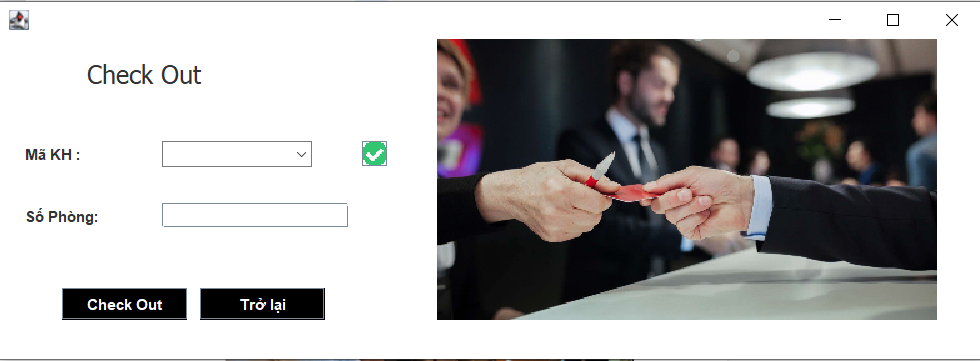 Check Out
Mã KH :
Số Phòng:
Check Out
Trở lại